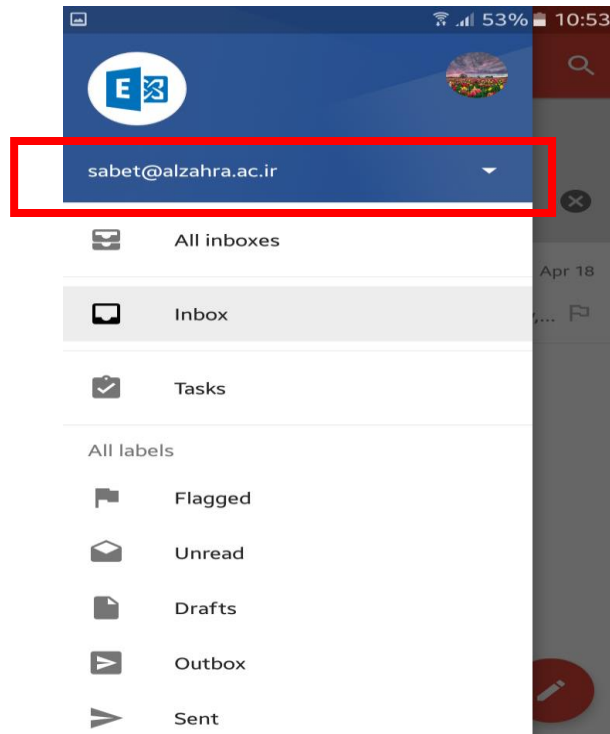 53% 10:53
E
sabet@alzahra.ac.ir
All inboxes
Apr 18
Inbox
,...
Tasks
All labels
Flagged
Unread
Drafts
Outbox
Sent